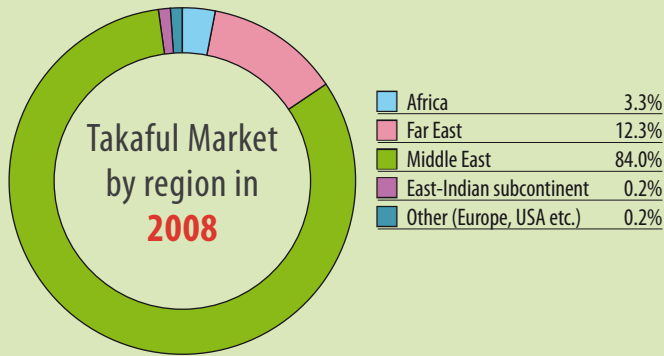 Takaful Market
by region in
2008
Africa 3.3%
Far East 12.3%
Middle East 84.0%
East-Indian subcontinent 0.2%
Other (Europe, USA etc.) 0.2%